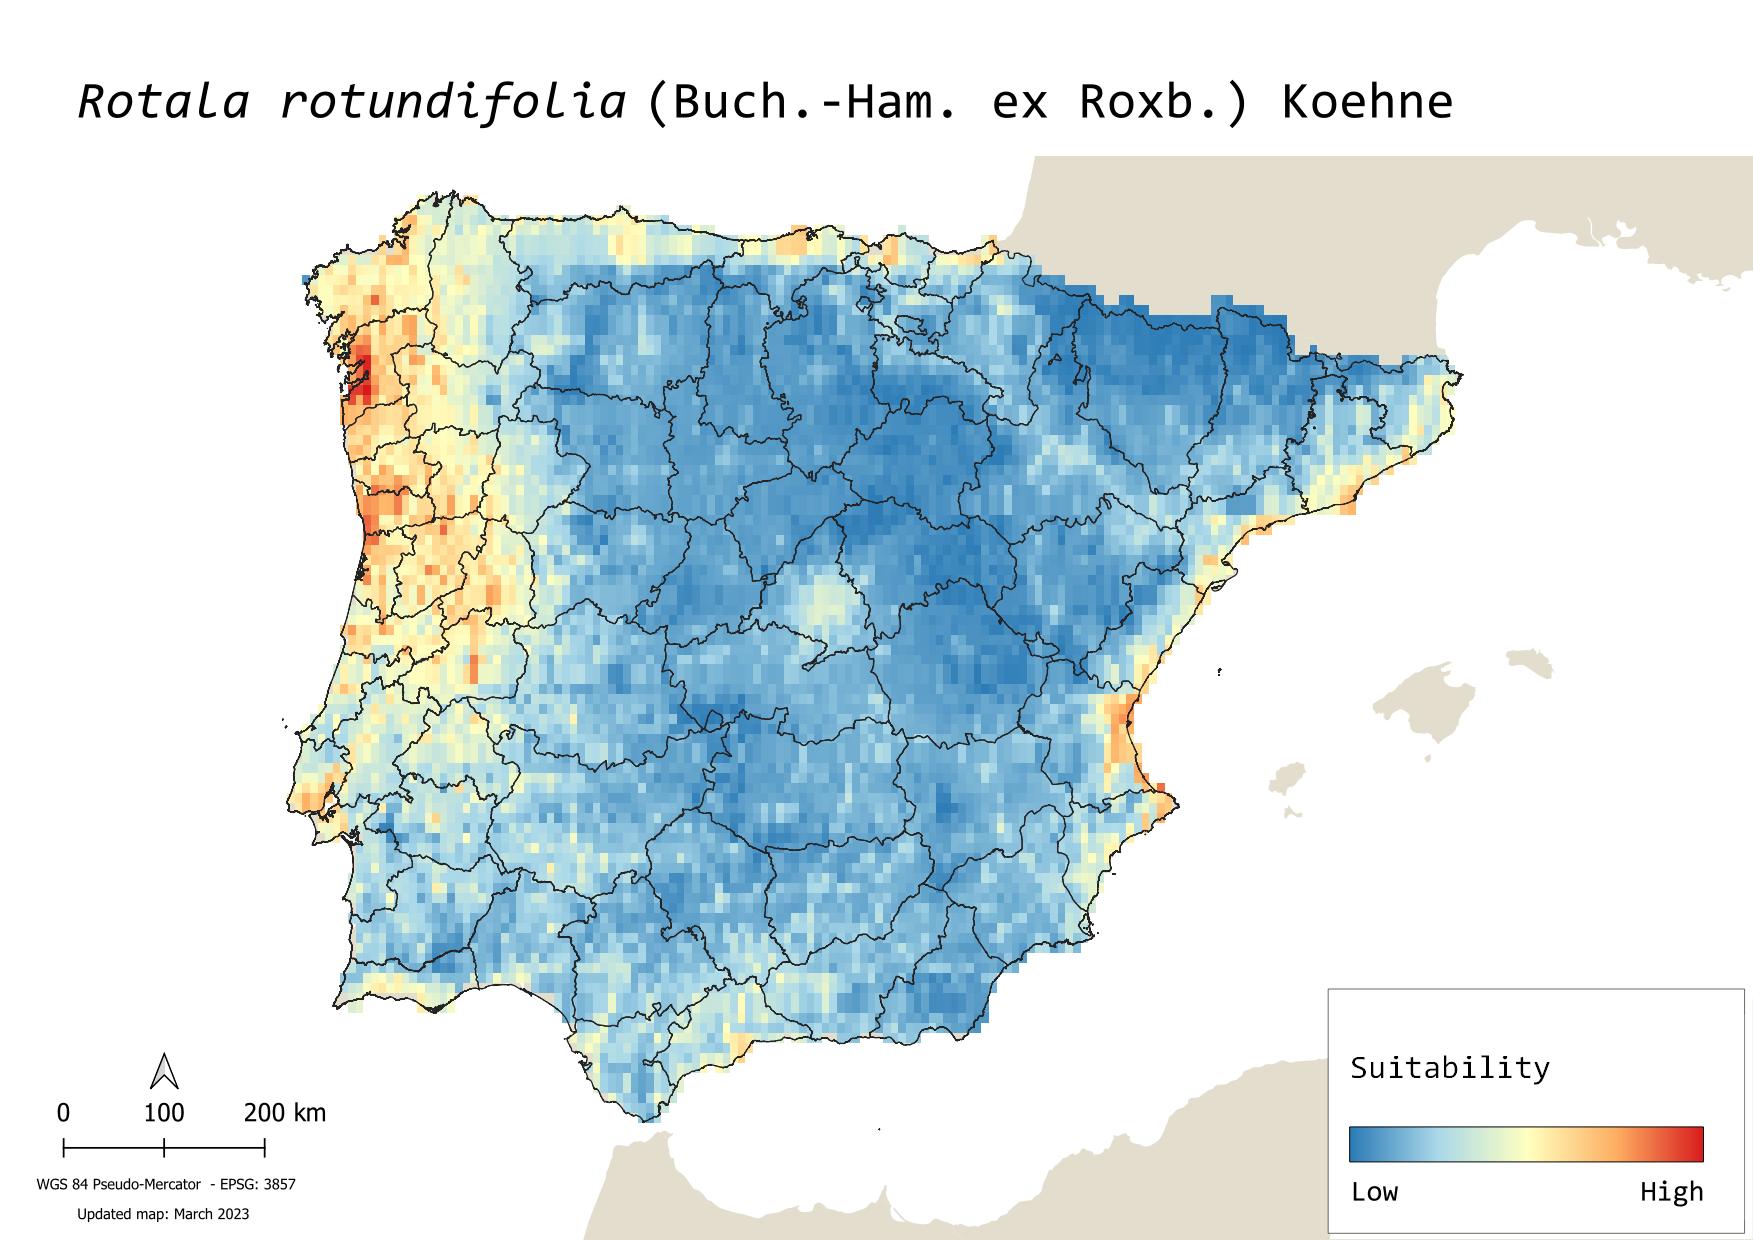 Rotala rotundifolia (Buch.-Ham. ex Roxb.) Koehne
0 100 200 km
WGS 84 Pseudo-Mercator - EPSG: 3857
Updated map: March 2023
Suitability
Low High